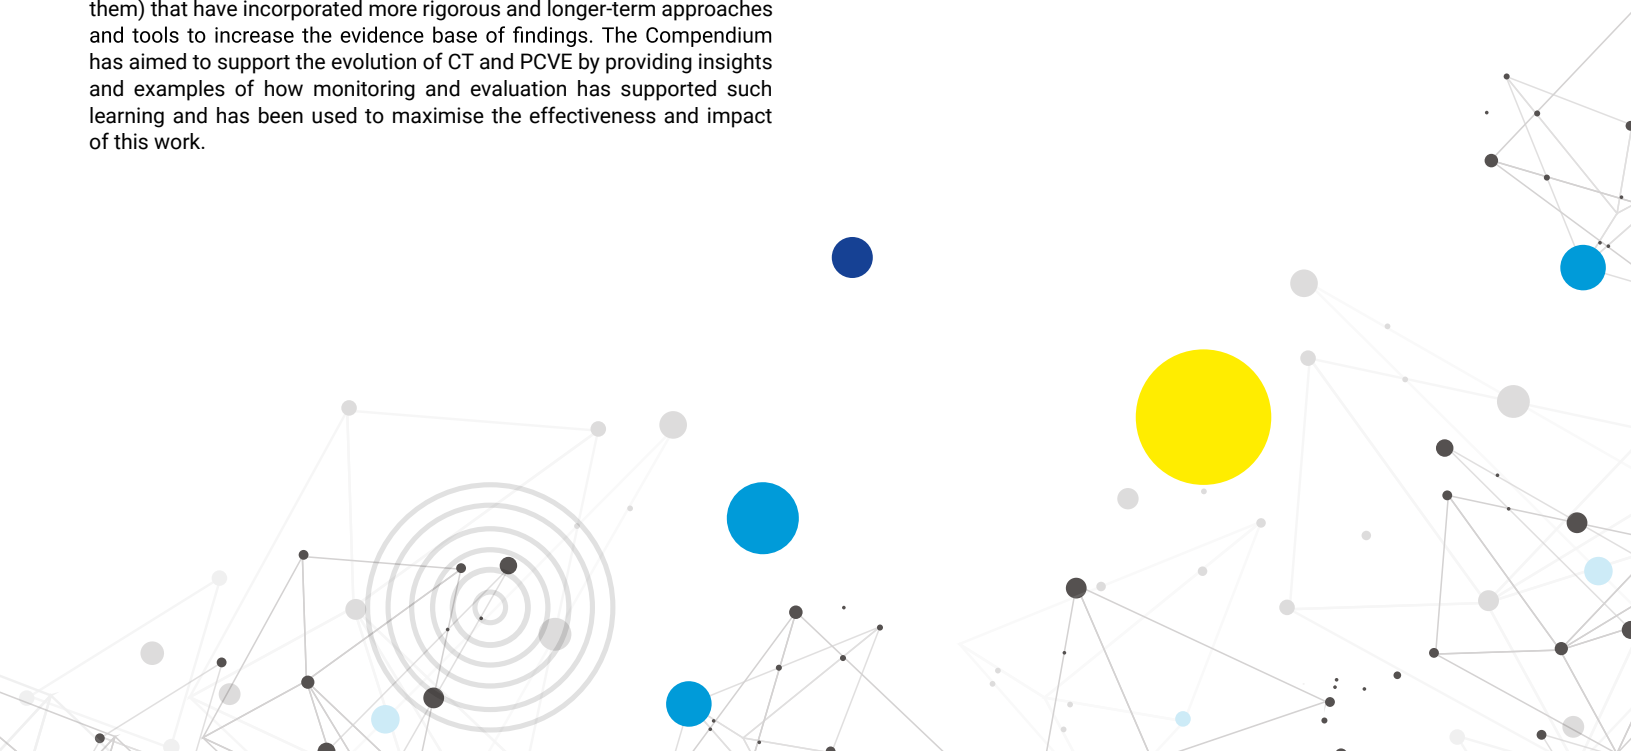 them) that have incorporated more rigorous and longer-term approaches
and tools to increase the evidence base of findings. The Compendium
has aimed to support the evolution of CT and PCVE by providing insights
and examples of how monitoring and evaluation has supported such
learning and has been used to maximise the effectiveness and impact
of this work.